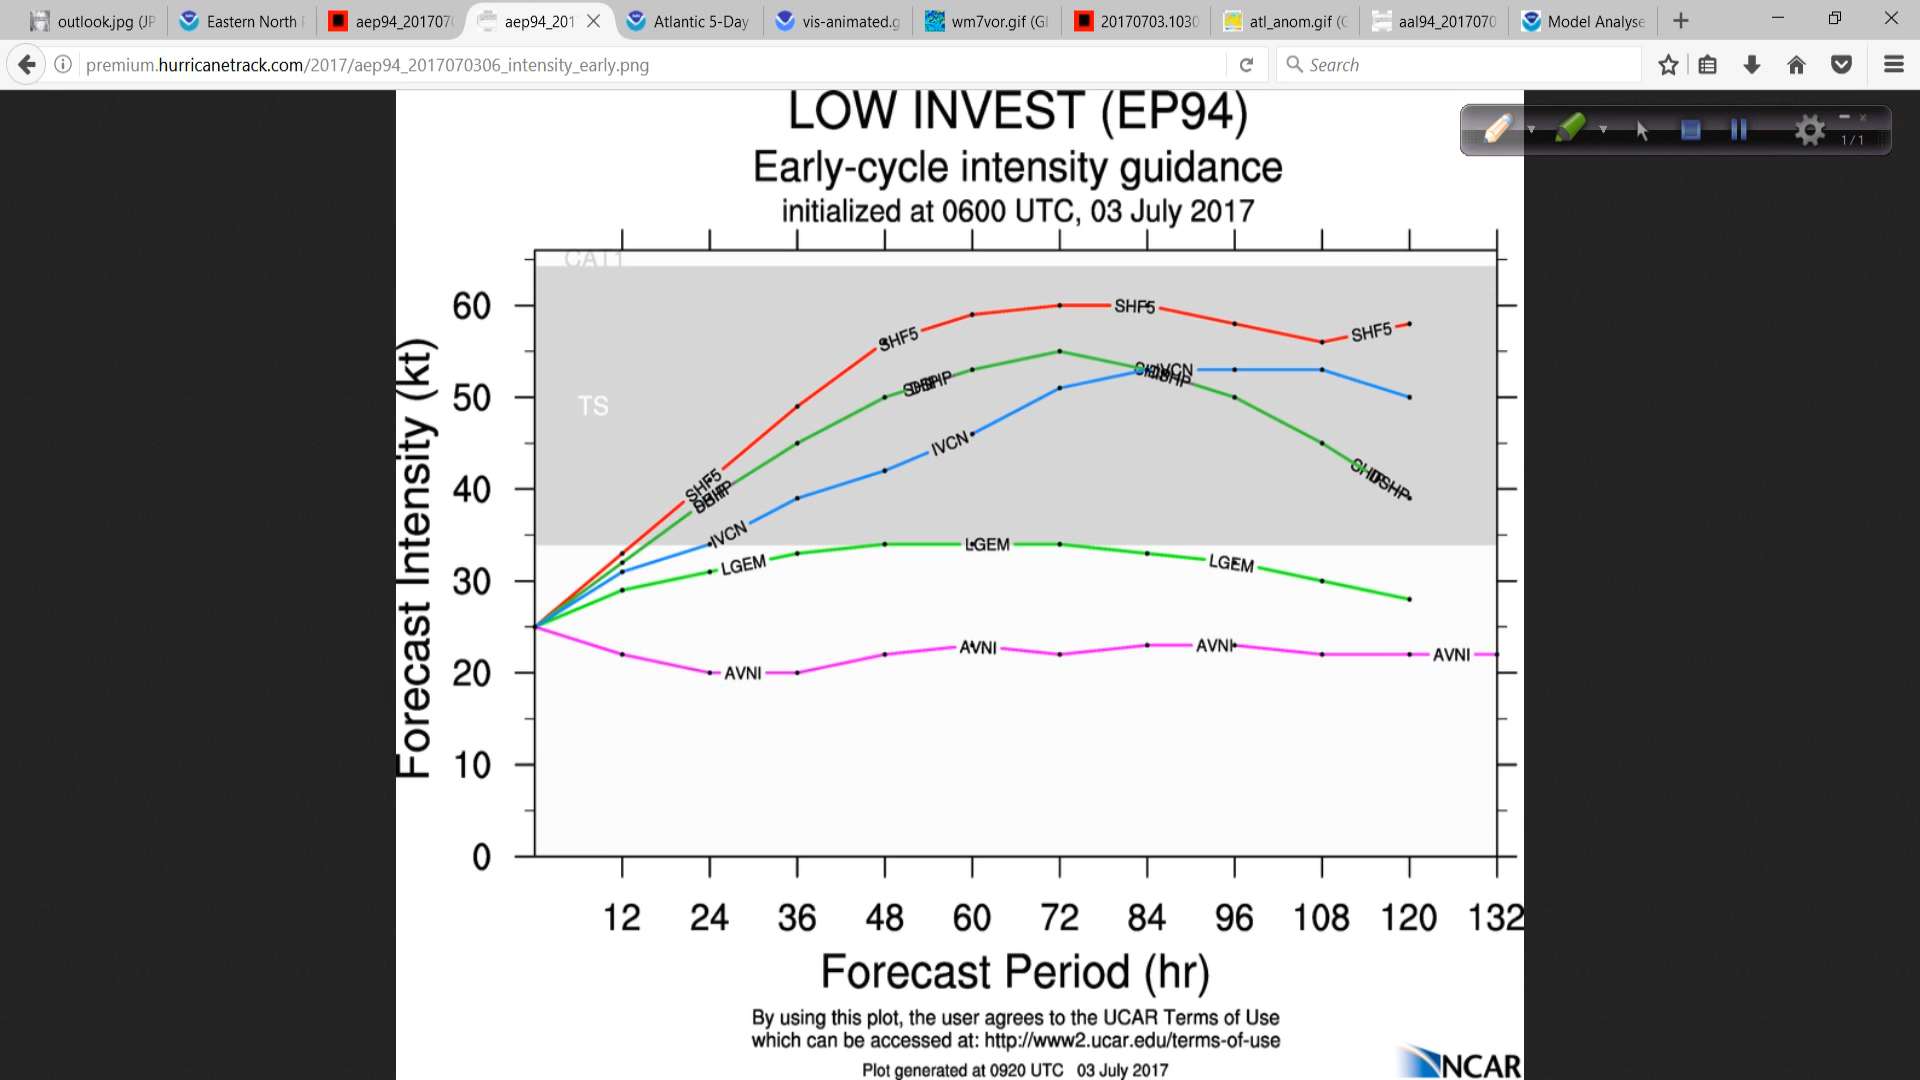 outlook.jpg (JP
Eastern North
aep94_201707
aep94_201
Atlantic 5-Day
vis-animated.g
wm7vor.gif (GI
20170703.1030
atl_anom.gif (G
aal94_2017070
Model Analyse
premium.hurricanetrack.com/2017/aep94_2017070306_intensity_early.png
Search
1/1
LOW INVEST (EP94)
Early-cycle intensity guidance
initialized at 0600 UTC, 03 July 2017
CAT1
TS
60
50
40
30
20
10
0
Forecast Intensity (kt)
SHF5
SHF5
SHF5
SHF5
DSHP
IVCN
IVCN
IVCN
DSHP
DSHP
DSHP
LGEM
LGEM
LGEM
AVNI
AVNI
AVNI
AVNI
12 24 36 48 60 72 84 96 108 120 132
Forecast Period (hr)
By using this plot, the user agrees to the UCAR Terms of Use
which can be accessed at: http://www2.ucar.edu/terms-of-use
Plot generated at 0920 UTC 03 July 2017
NCAR